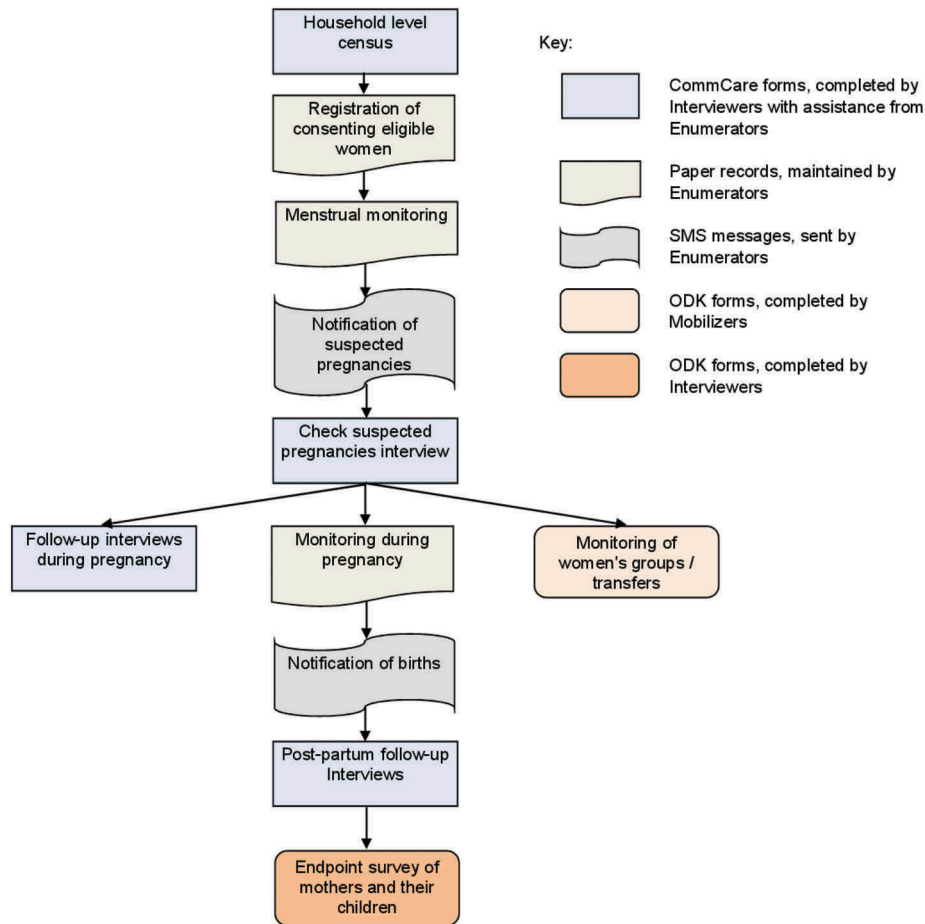 Household level
census
Registration of
consenting eligible
women
Menstrual monitoring
Notification of
suspected
pregnancies
Check suspected
pregnancies interview
Follow-up interviews
during pregnancy
Monitoring during
pregnancy
Monitoring of
women's groups /
transfers
Notification of births
Post-partum follow-up
Interviews
Endpoint survey of
mothers and their
children
Key:
CommCare forms, completed by
Interviewers with assistance from
Enumerators
Paper records, maintained by
Enumerators
SMS messages, sent by
Enumerators
ODK forms, completed by
Mobilizers
ODK forms, completed by
Interviewers